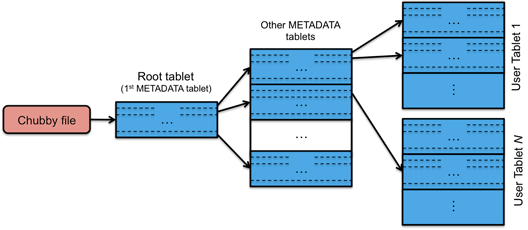 Chubby file
Root tablet
(1st METADATA tablet)
...
Other METADATA
tablets
...
...
...
...
...
...
⋮
User Tablet 1
...
...
⋮
User Tablet N